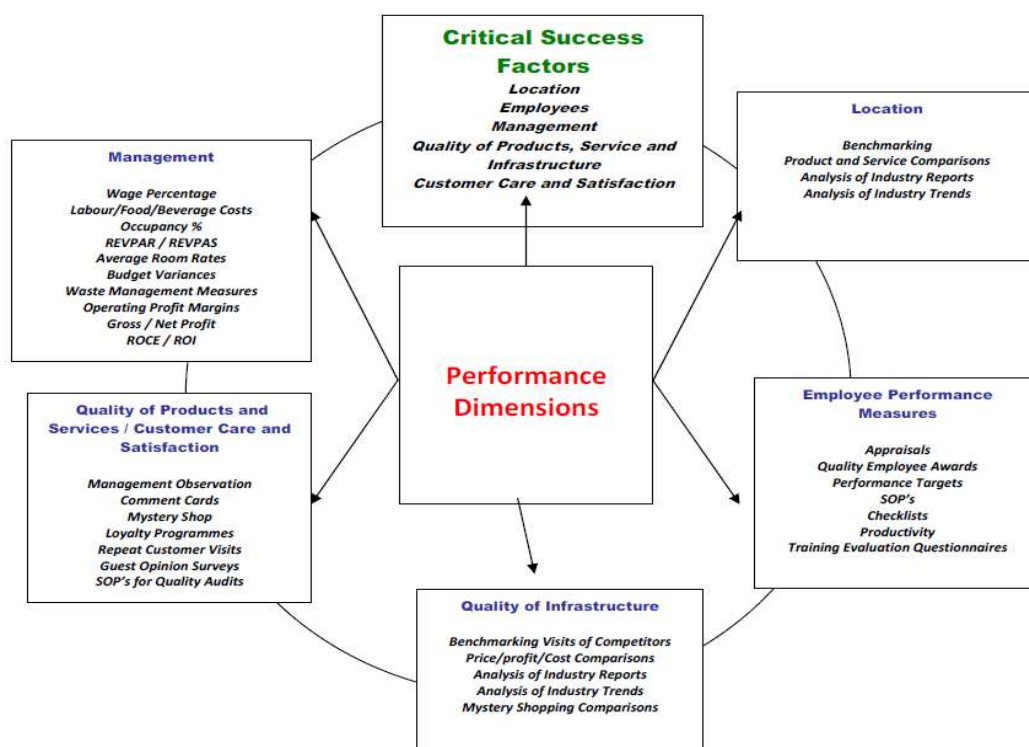 Critical Success
Factors
Location
Employees
Management
Quality of Products, Service and
Infrastructure
Customer Care and Satisfaction
Location
Benchmarking
Product and Service Comparisons
Analysis of Industry Reports
Analysis of Industry Trends
Management
Wage Percentage
Labour/Food/Beverage Costs
Occupancy %
REVPAR / REVPAS
Average Room Rates
Budget Variances
Waste Management Measures
Operating Profit Margins
Gross / Net Profit
ROCE / ROI
Performance
Dimensions
Employee Performance
Measures
Appraisals
Quality Employee Awards
Performance Targets
SOP's
Checklists
Productivity
Training Evaluation Questionnaires
Quality of Products and
Services / Customer Care and
Satisfaction
Management Observation
Comment Cards
Mystery Shop
Loyalty Programmes
Repeat Customer Visits
Guest Opinion Surveys
SOP's for Quality Audits
Quality of Infrastructure
Benchmarking Visits of Competitors
Price/profit/Cost Comparisons
Analysis of Industry Reports
Analysis of Industry Trends
Mystery Shopping Comparisons